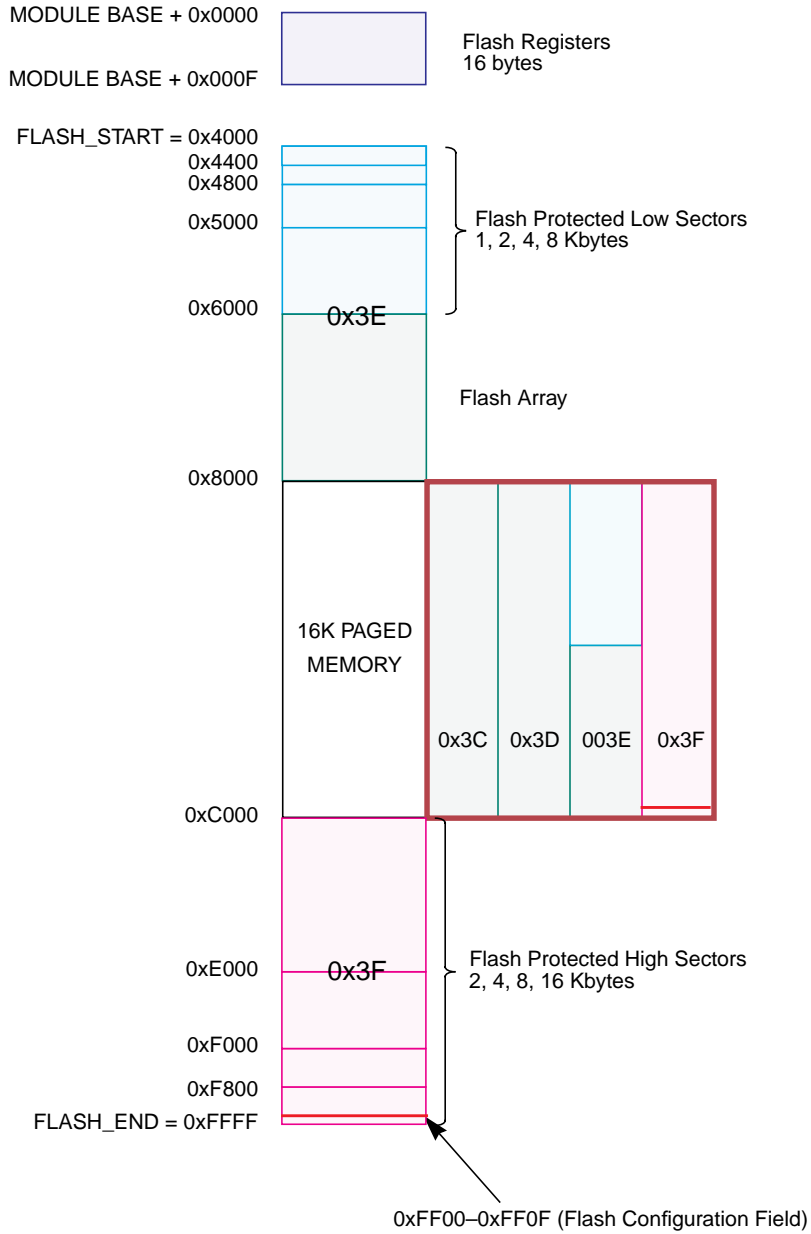 MODULE BASE + 0x0000
Flash Registers
16 bytes
MODULE BASE + 0x000F
FLASH_START = 0x4000
0x4400
0x4800
0x5000
Flash Protected Low Sectors
1, 2, 4, 8 Kbytes
0x6000
0x3E
Flash Array
0x8000
16K PAGED
MEMORY
0x3C
0x3D
003E
0x3F
0xC000
0xE000
0x3F
Flash Protected High Sectors
2, 4, 8, 16 Kbytes
0xF000
0xF800
FLASH_END = 0xFFFF
0xFF00–0xFF0F (Flash Configuration Field)